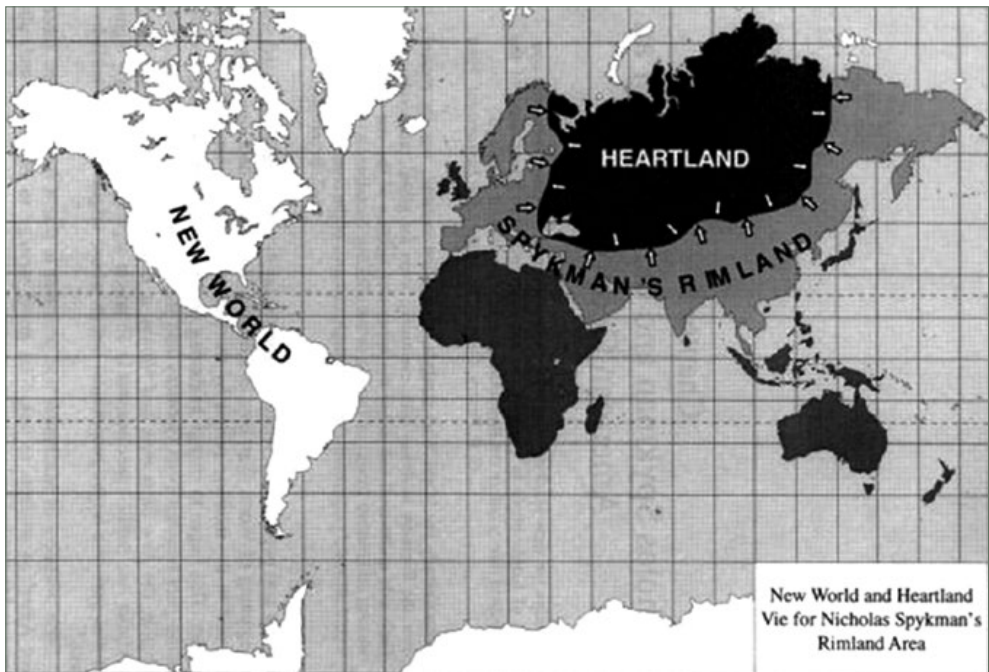 HEARTLAND
NEW WORLD
SPYKMAN'S RIMLAND
New World and Heartland
Vie for Nicholas Spykman's
Rimland Area